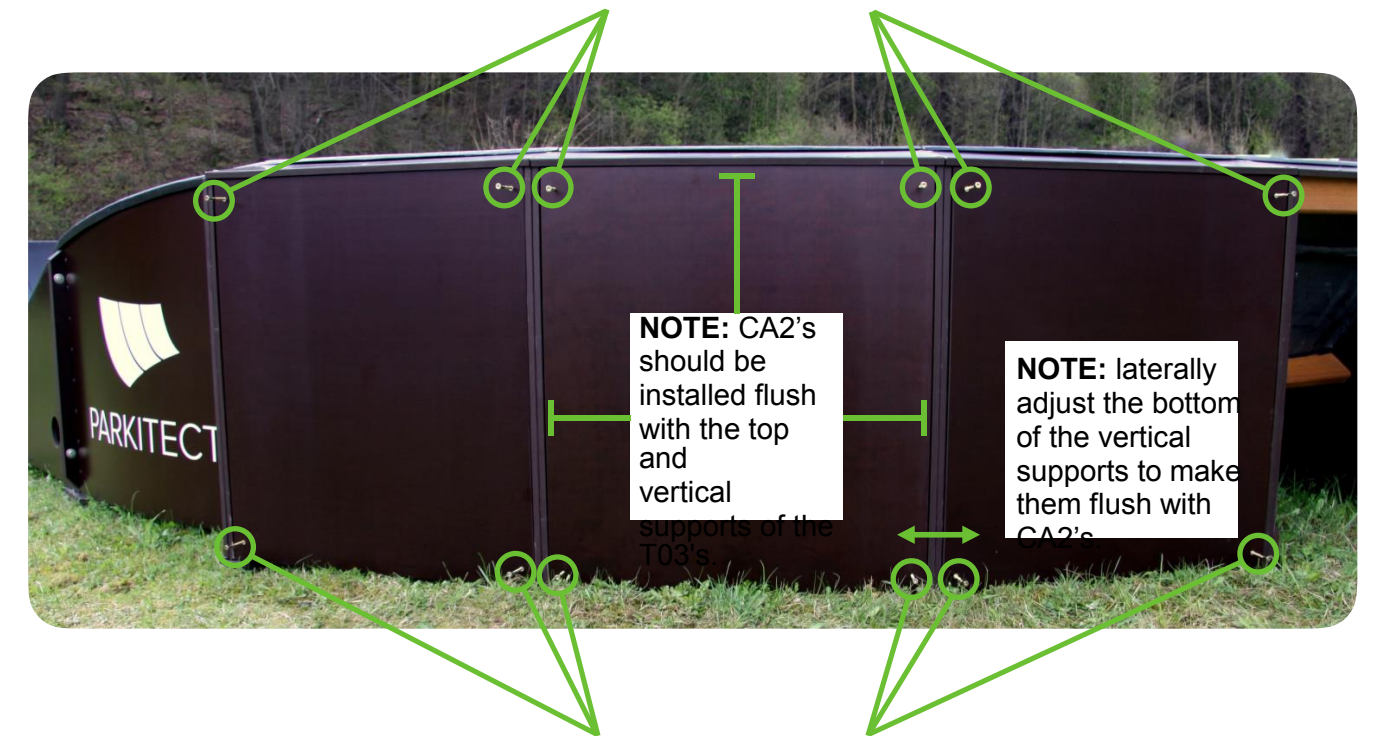 NOTE: CA2’s
should be
installed flush
with the top
and
vertical
supports of the
T03's.
NOTE: laterally
adjust the bottom
of the vertical
supports to make
them flush with
CA2’s.
PARKITECT